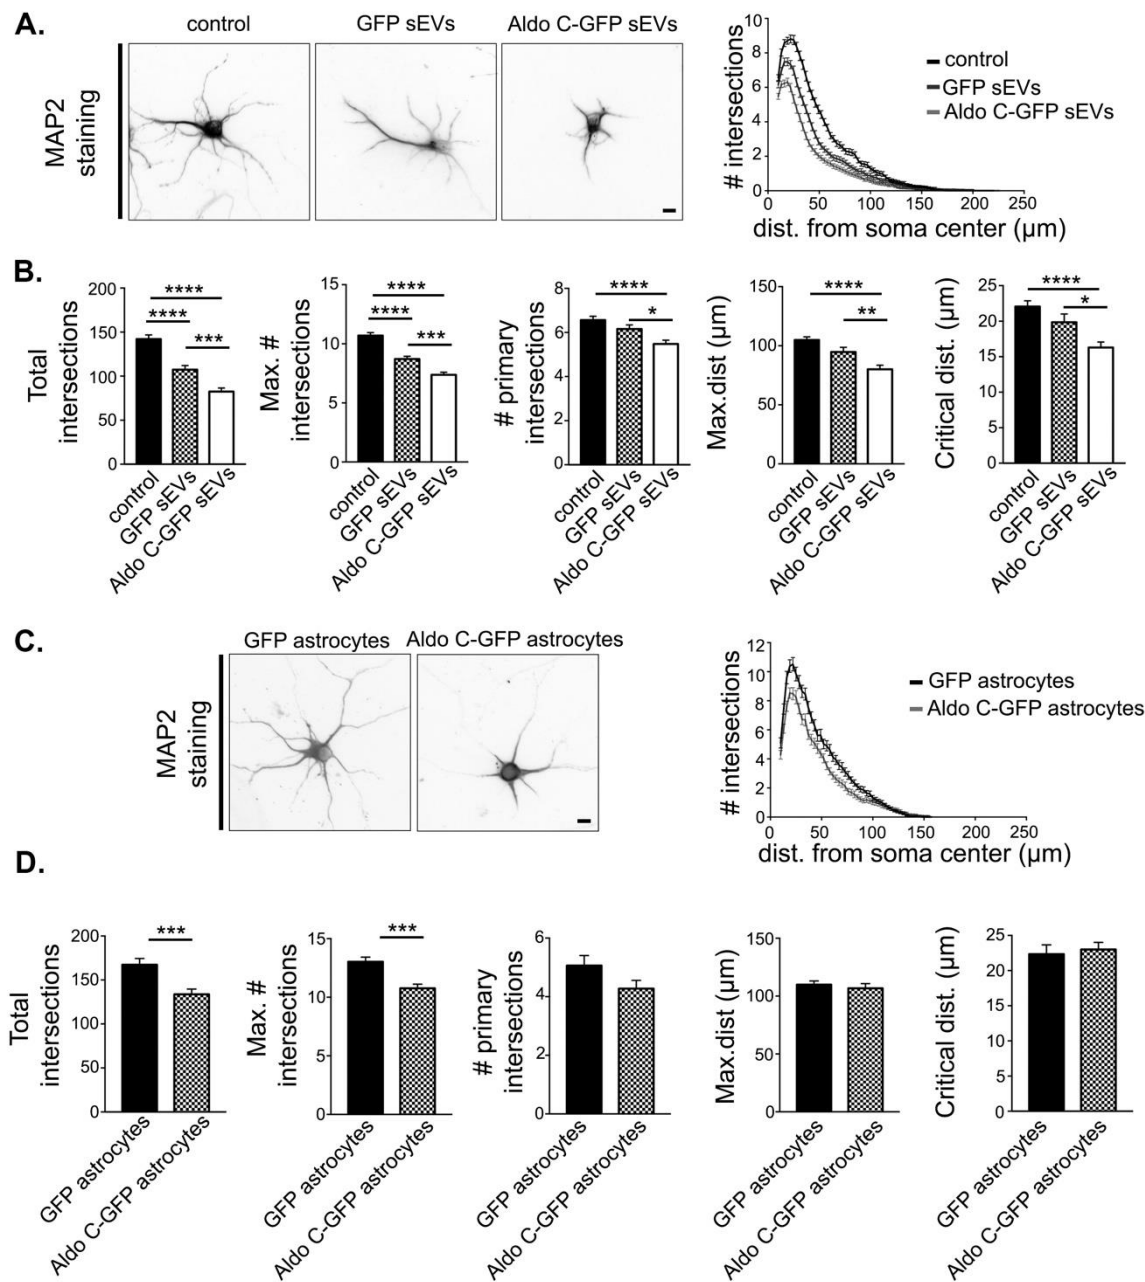 A.
control
GFP sEVs
Aldo C-GFP sEVs
MAP2
staining
# intersections
10
8
6
4
2
0
0 50 100 150 200 250
dist. from soma center (µm)
control
GFP sEVs
Aldo C-GFP sEVs
B.
Total
intersections
200
150
100
50
0
****
****
***
control
GFP sEVs
Aldo C-GFP sEVs
Max. #
intersections
15
10
5
0
****
****
***
control
GFP sEVs
Aldo C-GFP sEVs
# primary
intersections
8
6
4
2
0
****
*
control
GFP sEVs
Aldo C-GFP sEVs
Max.dist (µm)
150
100
50
0
****
**
control
GFP sEVs
Aldo C-GFP sEVs
Critical dist. (µm)
25
20
15
10
5
0
****
*
control
GFP sEVs
Aldo C-GFP sEVs
C.
GFP astrocytes
Aldo C-GFP astrocytes
MAP2
staining
# intersections
12
10
8
6
4
2
0
0 50 100 150 200 250
dist. from soma center (µm)
GFP astrocytes
Aldo C-GFP astrocytes
D.
Total
intersections
200
150
100
50
0
***
GFP astrocytes
Aldo C-GFP astrocytes
Max. #
intersections
15
10
5
0
***
GFP astrocytes
Aldo C-GFP astrocytes
# primary
intersections
6
4
2
0
GFP astrocytes
Aldo C-GFP astrocytes
Max.dist (µm)
150
100
50
0
GFP astrocytes
Aldo C-GFP astrocytes
Critical dist. (µm)
25
20
15
10
5
0
GFP astrocytes
Aldo C-GFP astrocytes